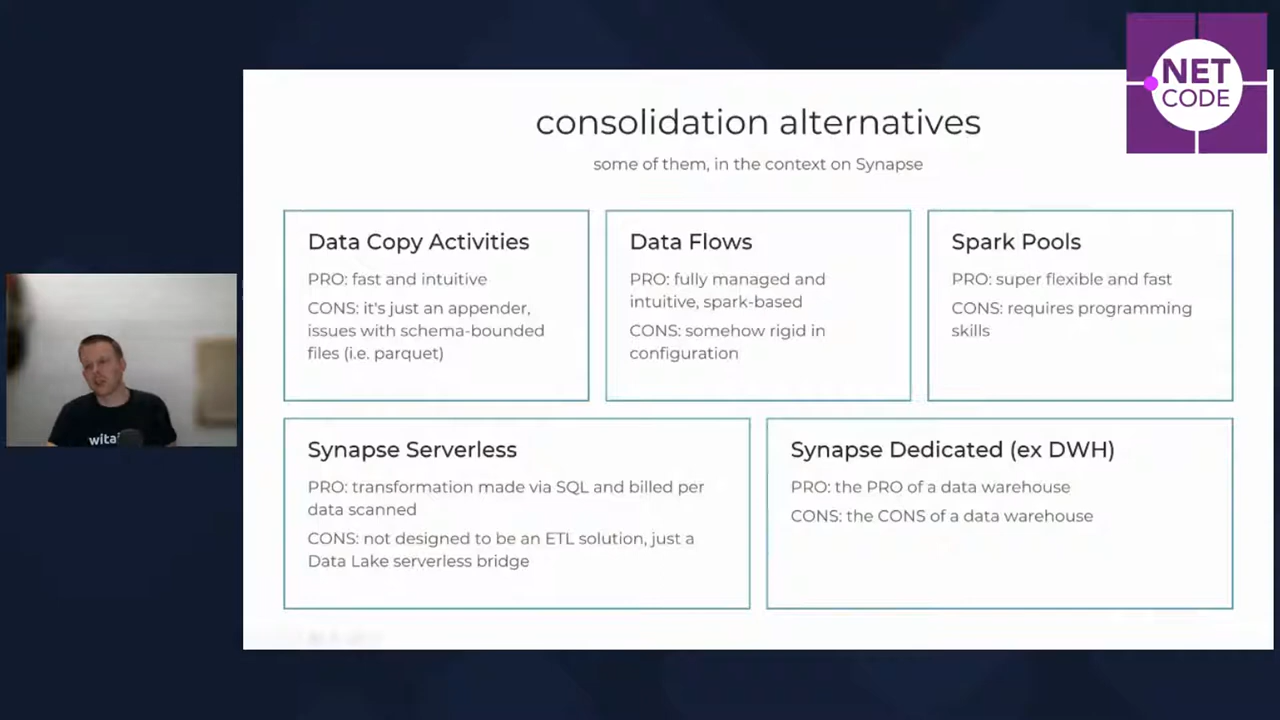 NET
CODE
consolidation alternatives
some of them, in the context on Synapse
Data Copy Activities
PRO: fast and intuitive
CONS: it's just an appender,
issues with schema-bounded
files (i.e. parquet)
Data Flows
PRO: fully managed and
intuitive, spark-based
CONS: somehow rigid in
configuration
Spark Pools
PRO: super flexible and fast
CONS: requires programming
skills
Synapse Serverless
PRO: transformation made via SQL and billed per
data scanned
CONS: not designed to be an ETL solution, just a
Data Lake serverless bridge
Synapse Dedicated (ex DWH)
PRO: the PRO of a data warehouse
CONS: the CONS of a data warehouse